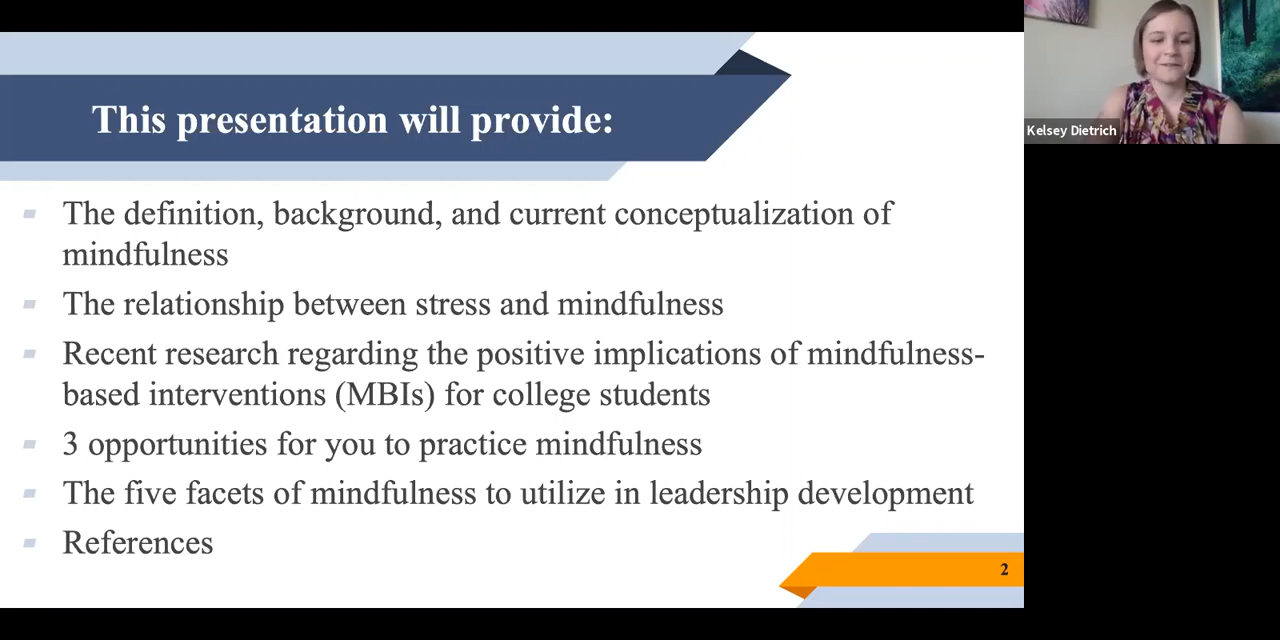 This presentation will provide:
The definition, background, and current conceptualization of
mindfulness
The relationship between stress and mindfulness
Recent research regarding the positive implications of mindfulness-
based interventions (MBIs) for college students
3 opportunities for you to practice mindfulness
The five facets of mindfulness to utilize in leadership development
References
2
Kelsey Dietrich